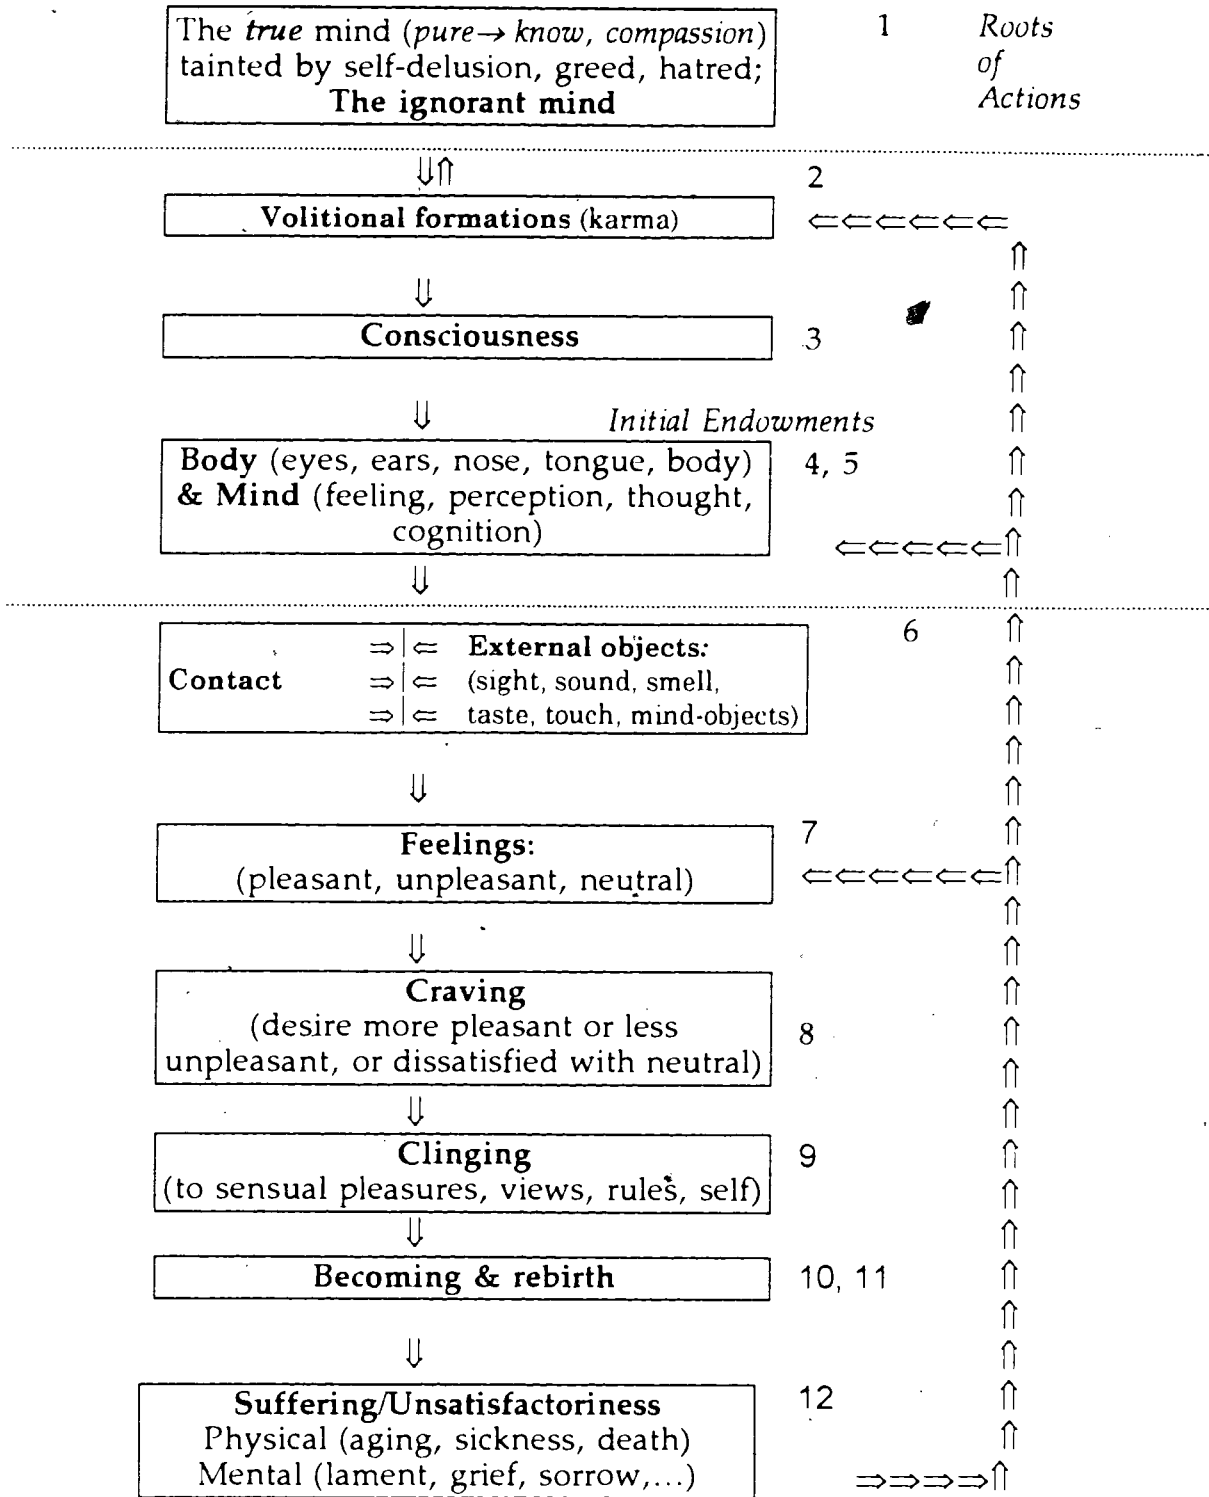 The true mind (pure→ know, compassion)
tainted by self-delusion, greed, hatred;
The ignorant mind
1
Roots
of
Actions
⇓⇑
2
Volitional formations (karma)
⇐⇐⇐⇐⇐⇐
⇓
Consciousness
3
⇓
Initial Endowments
Body (eyes, ears, nose, tongue, body)
& Mind (feeling, perception, thought,
cognition)
4, 5
⇐⇐⇐⇐⇐⇑
⇓
6
⇒|⇐ External objects:
Contact ⇒|⇐ (sight, sound, smell,
⇒|⇐ taste, touch, mind-objects)
⇓
Feelings:
(pleasant, unpleasant, neutral)
7
⇐⇐⇐⇐⇐⇐⇑
⇓
Craving
(desire more pleasant or less
unpleasant, or dissatisfied with neutral)
8
⇓
Clinging
(to sensual pleasures, views, rules, self)
9
⇓
Becoming & rebirth
10, 11
⇓
Suffering/Unsatisfactoriness
Physical (aging, sickness, death)
Mental (lament, grief, sorrow,...)
12
⇒⇒⇒⇒⇑